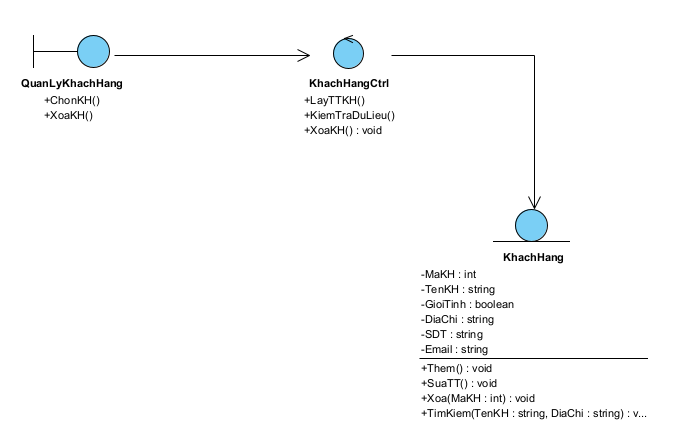 QuanLyKhachHang
+ChonKH()
+XoaKH()
KhachHangCtrl
+LayTTKH()
+KiemTraDuLieu()
+XoaKH() : void
KhachHang
-MaKH : int
-TenKH : string
-GioiTinh : boolean
-DiaChi : string
-SDT : string
-Email : string
+Them() : void
+SuaTT() : void
+Xoa(MaKH : int) : void
+TimKiem(TenKH : string, DiaChi : string) : v...